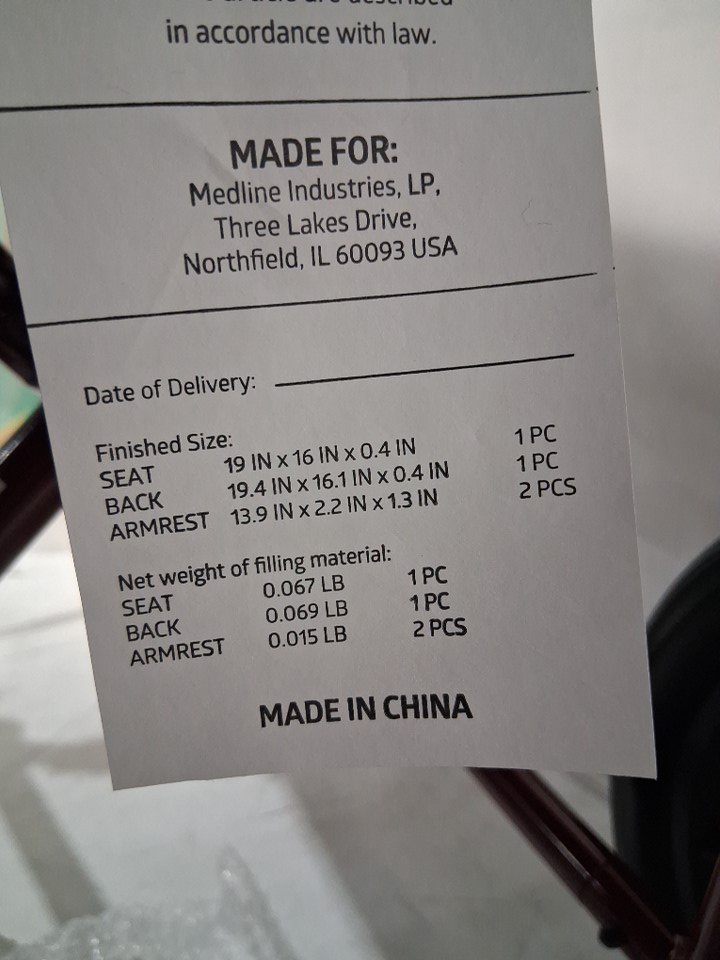 in accordance with law.
MADE FOR:
Medline Industries, LP,
Three Lakes Drive,
Northfield, IL 60093 USA
Date of Delivery:
Finished Size:
SEAT 19 IN x 16 IN x 0.4 IN 1 PC
BACK 19.4 IN x 16.1 IN x 0.4 IN 1 PC
ARMREST 13.9 IN x 2.2 IN x 1.3 IN 2 PCS
Net weight of filling material:
SEAT 0.067 LB 1 PC
BACK 0.069 LB 1 PC
ARMREST 0.015 LB 2 PCS
MADE IN CHINA